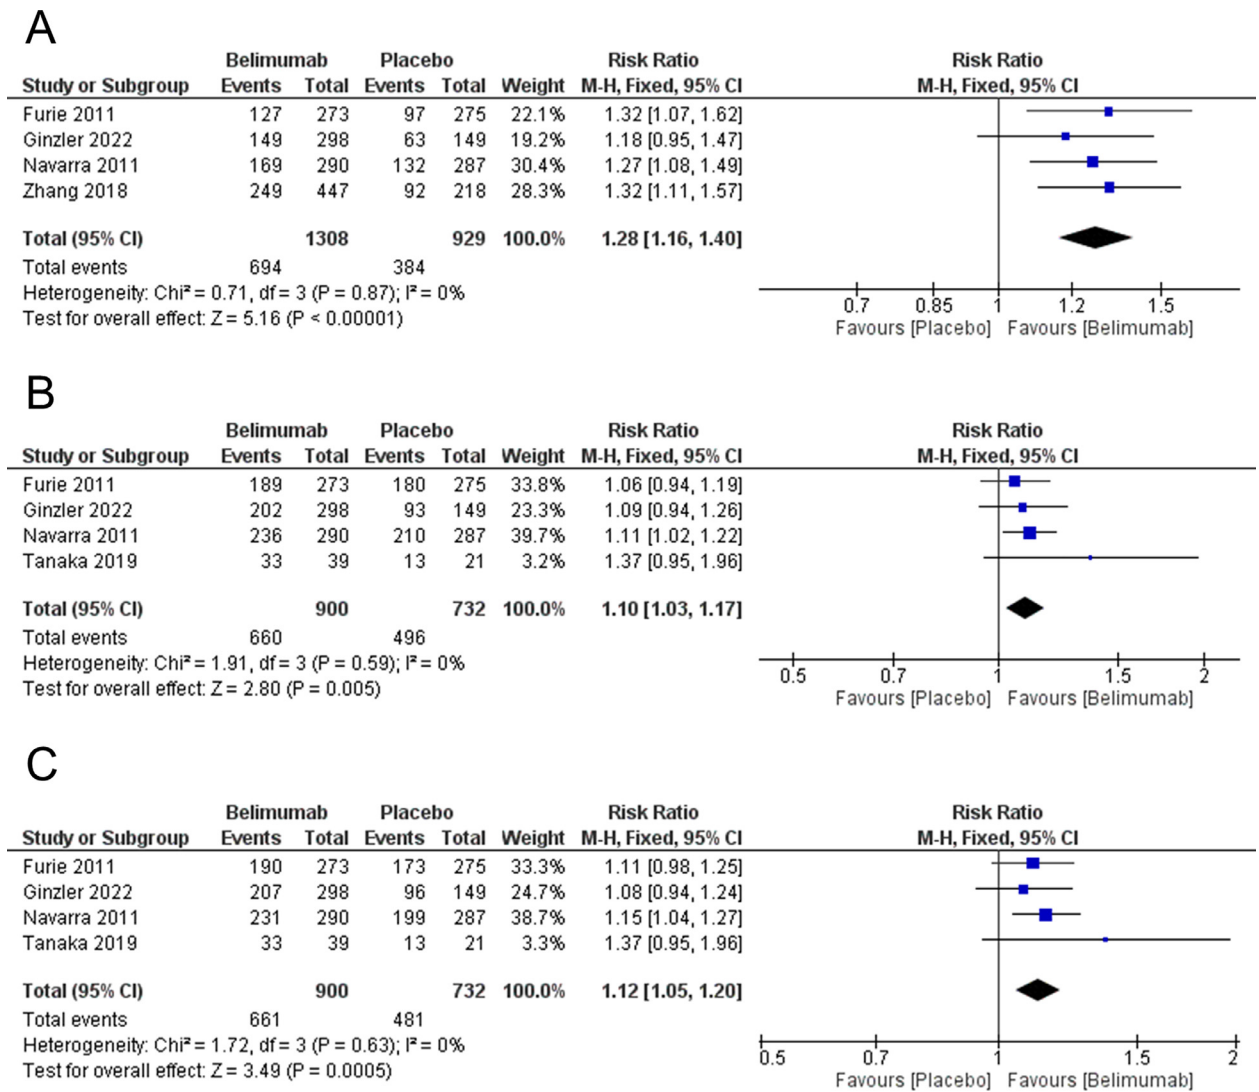 A
Belimumab Placebo Risk Ratio Risk Ratio
Study or Subgroup Events Total Events Total Weight M-H, Fixed, 95% CI M-H, Fixed, 95% CI
Furie 2011 127 273 97 275 22.1% 1.32 [1.07, 1.62]
Ginzler 2022 149 298 63 149 19.2% 1.18 [0.95, 1.47]
Navarra 2011 169 290 132 287 30.4% 1.27 [1.08, 1.49]
Zhang 2018 249 447 92 218 28.3% 1.32 [1.11, 1.57]
Total (95% CI) 1308 929 100.0% 1.28 [1.16, 1.40]
Total events 694 384
Heterogeneity: Chi² = 0.71, df = 3 (P = 0.87); I² = 0%
Test for overall effect: Z = 5.16 (P < 0.00001)
0.7 0.85 1 1.2 1.5
Favours [Placebo] Favours [Belimumab]
B
Belimumab Placebo Risk Ratio Risk Ratio
Study or Subgroup Events Total Events Total Weight M-H, Fixed, 95% CI M-H, Fixed, 95% CI
Furie 2011 189 273 180 275 33.8% 1.06 [0.94, 1.19]
Ginzler 2022 202 298 93 149 23.3% 1.09 [0.94, 1.26]
Navarra 2011 236 290 210 287 39.7% 1.11 [1.02, 1.22]
Tanaka 2019 33 39 13 21 3.2% 1.37 [0.95, 1.96]
Total (95% CI) 900 732 100.0% 1.10 [1.03, 1.17]
Total events 660 496
Heterogeneity: Chi² = 1.91, df = 3 (P = 0.59); I² = 0%
Test for overall effect: Z = 2.80 (P = 0.005)
0.5 0.7 1 1.5 2
Favours [Placebo] Favours [Belimumab]
C
Belimumab Placebo Risk Ratio Risk Ratio
Study or Subgroup Events Total Events Total Weight M-H, Fixed, 95% CI M-H, Fixed, 95% CI
Furie 2011 190 273 173 275 33.3% 1.11 [0.98, 1.25]
Ginzler 2022 207 298 96 149 24.7% 1.08 [0.94, 1.24]
Navarra 2011 231 290 199 287 38.7% 1.15 [1.04, 1.27]
Tanaka 2019 33 39 13 21 3.3% 1.37 [0.95, 1.96]
Total (95% CI) 900 732 100.0% 1.12 [1.05, 1.20]
Total events 661 481
Heterogeneity: Chi² = 1.72, df = 3 (P = 0.63); I² = 0%
Test for overall effect: Z = 3.49 (P = 0.0005)
0.5 0.7 1 1.5 2
Favours [Placebo] Favours [Belimumab]